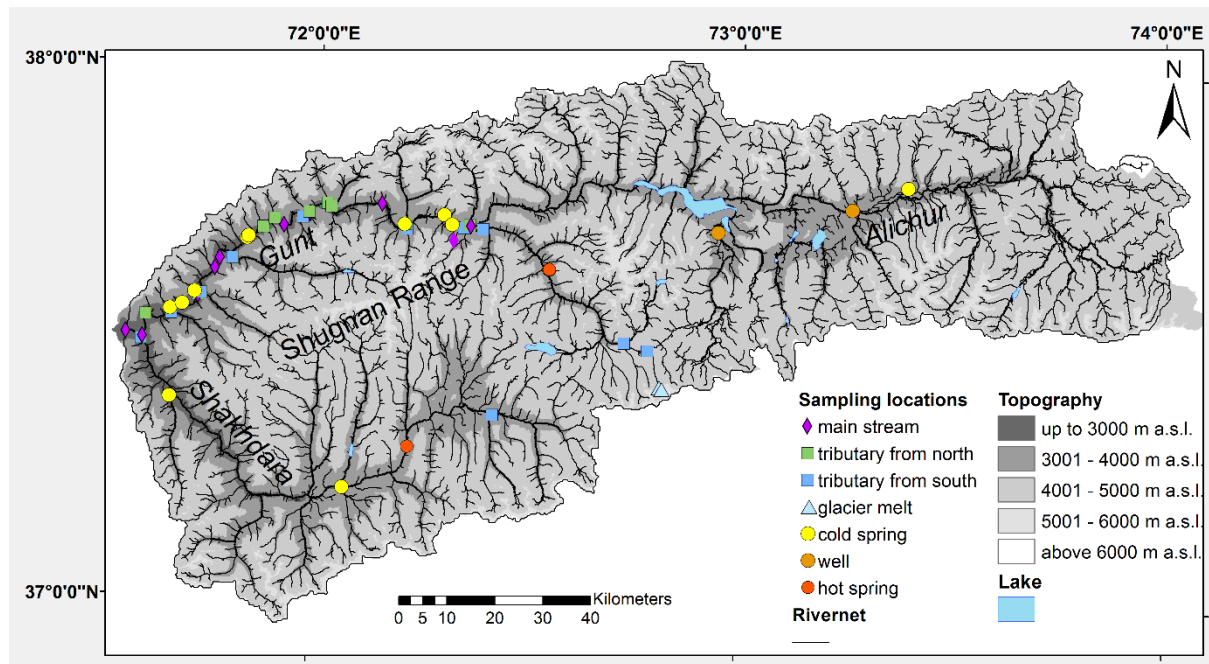 72°0'0"E
73°0'0"E
74°0'0"E
38°0'0"N
N
Gunt
Alichur
Shugnan Range
Shakhdara
Sampling locations
main stream
tributary from north
tributary from south
glacier melt
cold spring
well
hot spring
Rivernet
Topography
up to 3000 m a.s.l.
3001 - 4000 m a.s.l.
4001 - 5000 m a.s.l.
5001 - 6000 m a.s.l.
above 6000 m a.s.l.
Lake
37°0'0"N
Kilometers
0 5 10 20 30 40